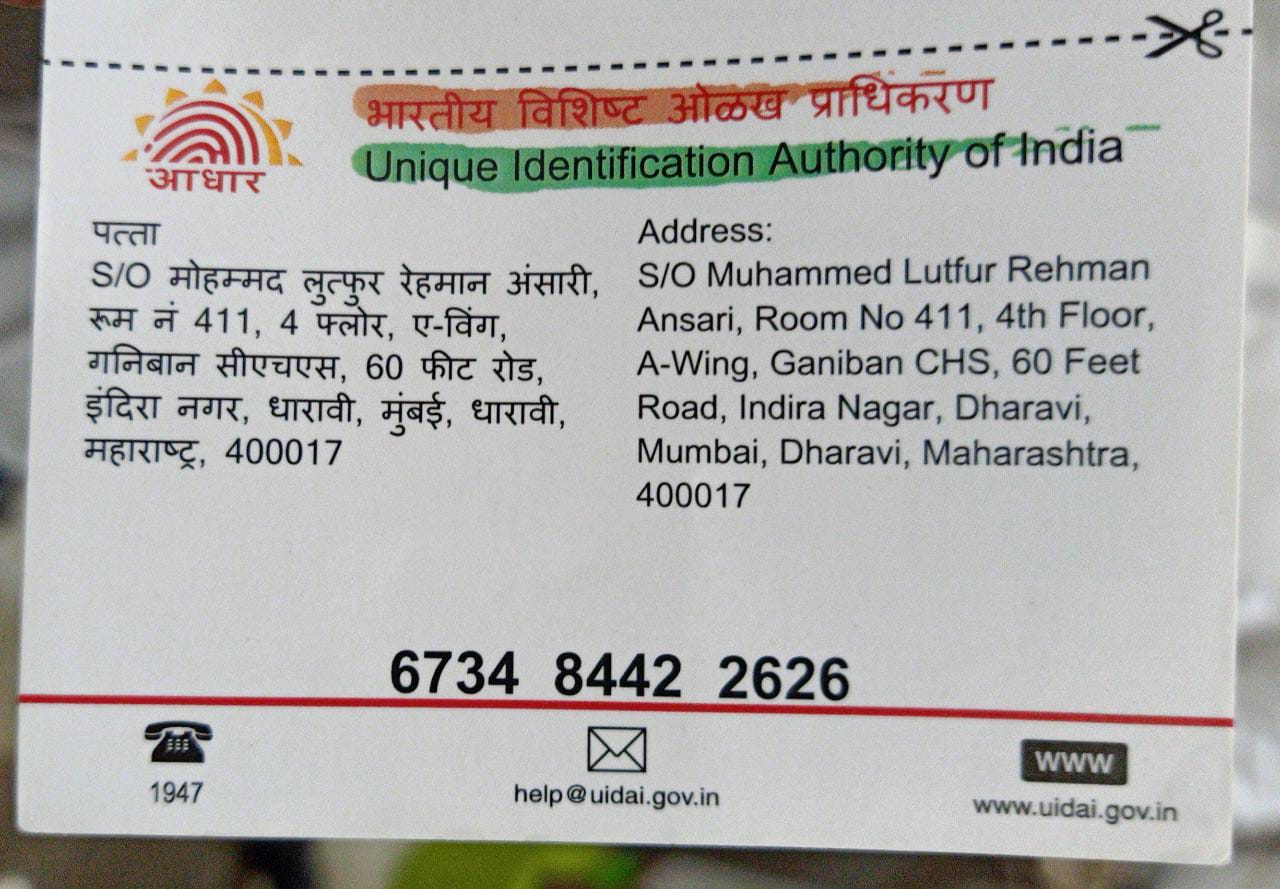 आधार
भारतीय विशिष्ट ओळख प्राधिकरण
Unique Identification Authority of India
पत्ता
S/O मोहम्मद लुत्फुर रेहमान अंसारी,
रूम नं 411, 4 फ्लोर, ए-विंग,
गनिबान सीएचएस, 60 फीट रोड,
इंदिरा नगर, धारावी, मुंबई, धारावी,
महाराष्ट्र, 400017
Address:
S/O Muhammed Lutfur Rehman
Ansari, Room No 411, 4th Floor,
A-Wing, Ganiban CHS, 60 Feet
Road, Indira Nagar, Dharavi,
Mumbai, Dharavi, Maharashtra,
400017
6734 8442 2626
1947
help@uidai.gov.in
www
www.uidai.gov.in